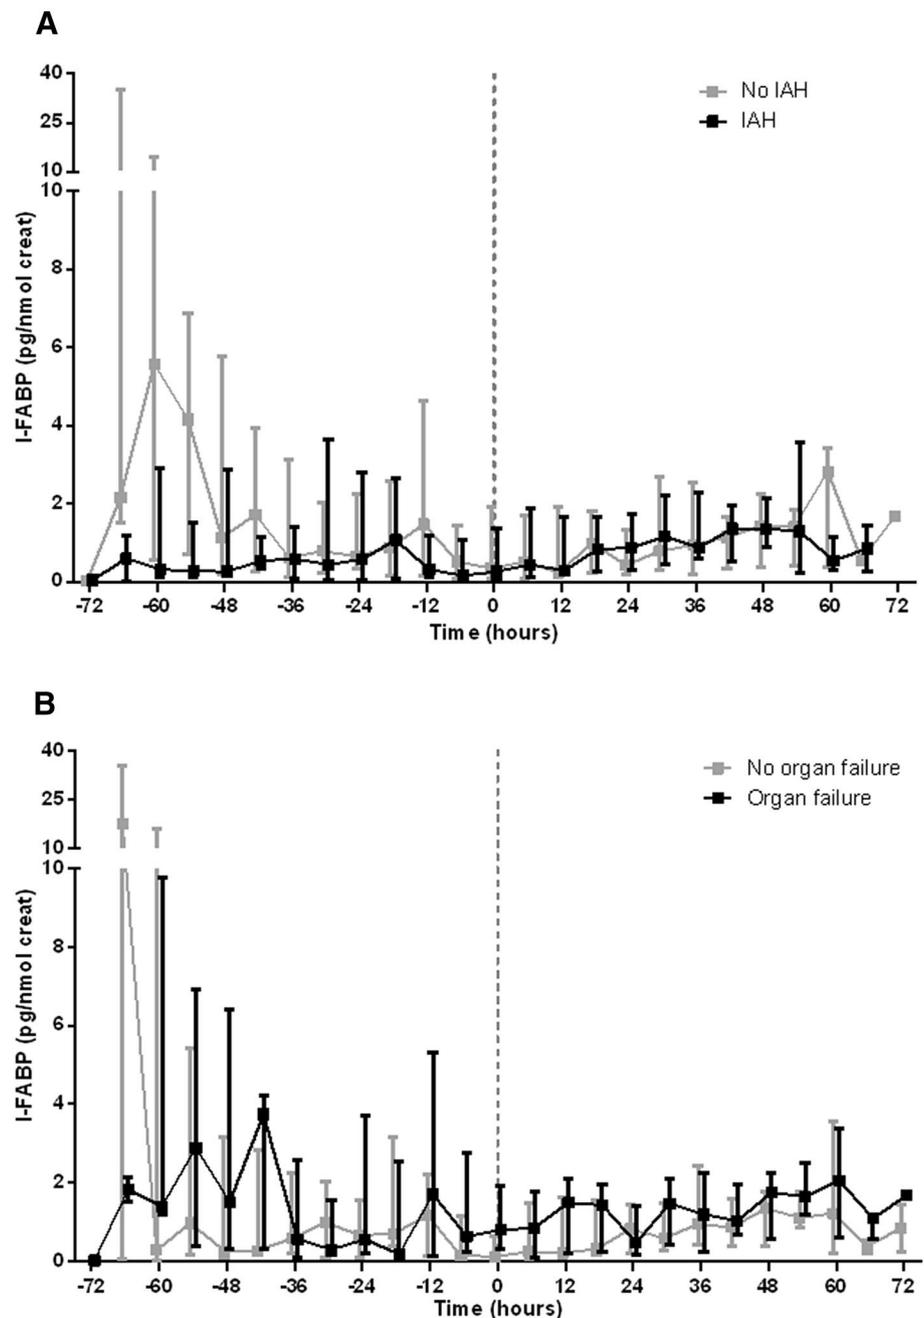 A
40
25
10
10
8
6
4
2
0
I-FABP (pg/nmol creat)
No IAH
IAH
-72 -60 -48 -36 -24 -12 0 12 24 36 48 60 72
Time (hours)
B
40
25
10
10
8
6
4
2
0
I-FABP (pg/nmol creat)
No organ failure
Organ failure
-72 -60 -48 -36 -24 -12 0 12 24 36 48 60 72
Time (hours)